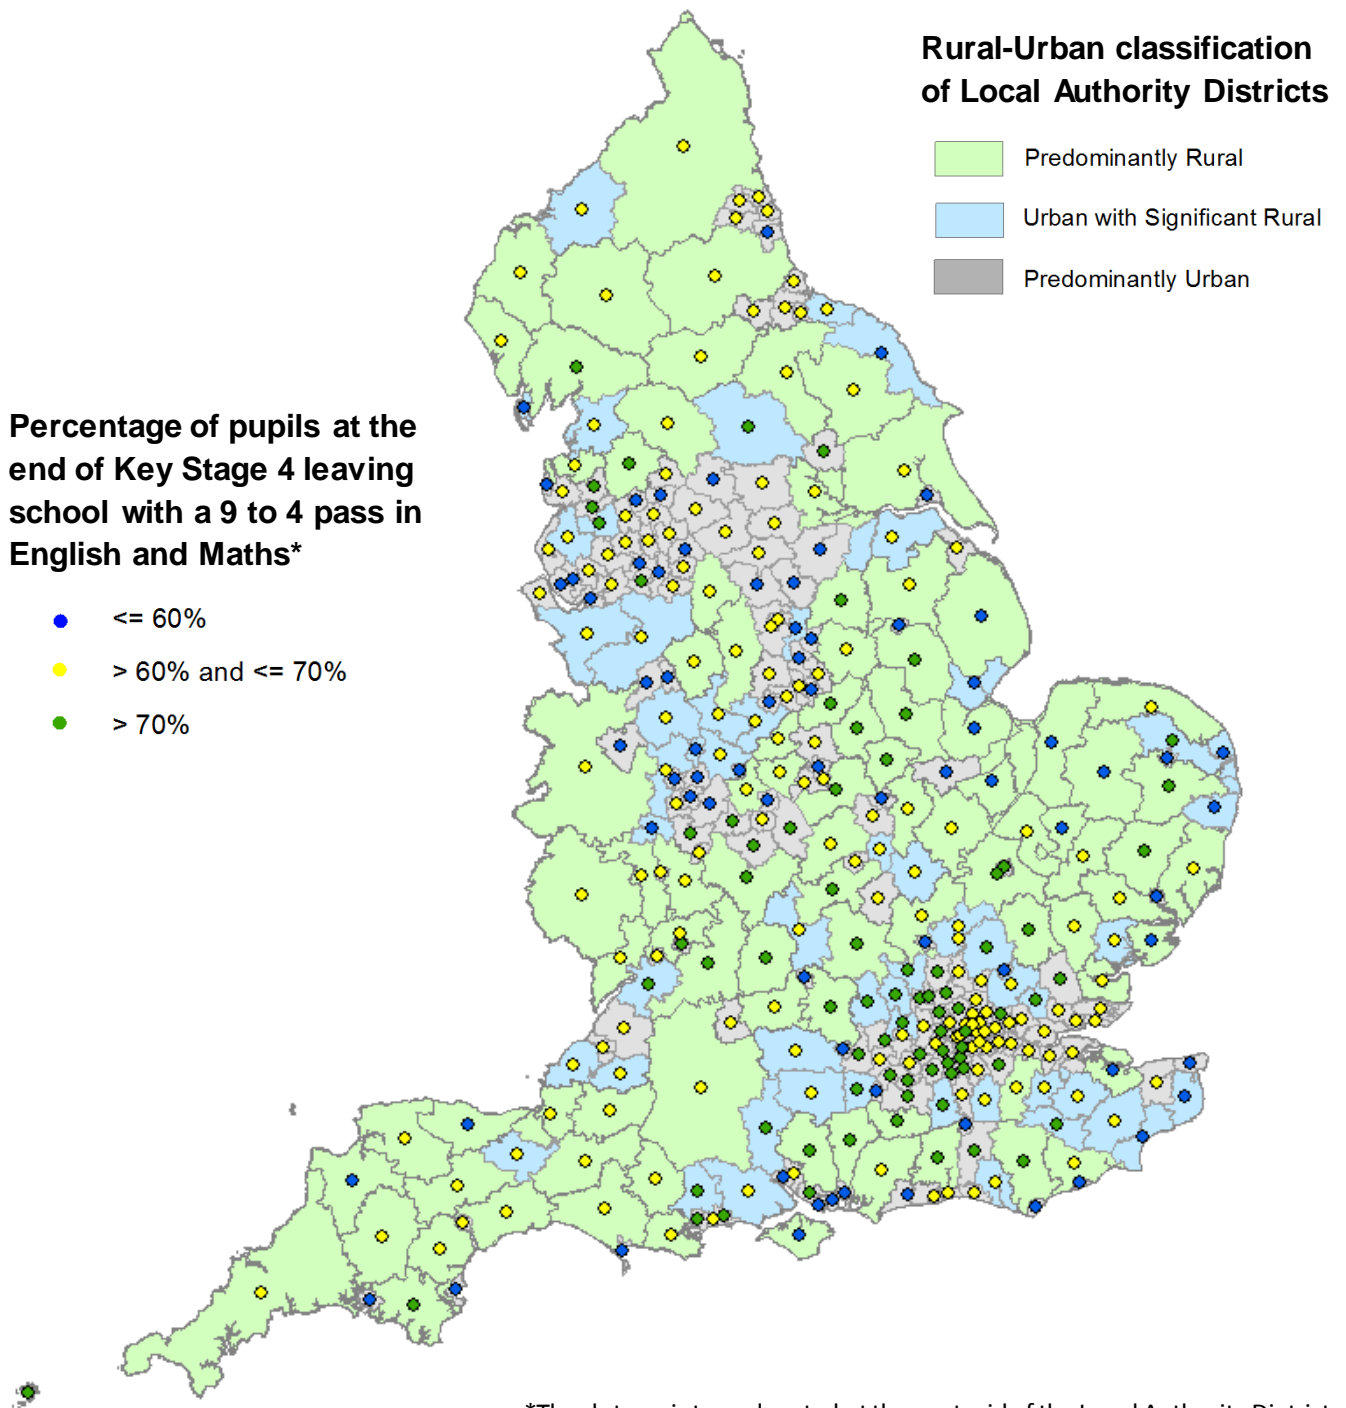 Rural-Urban classification
of Local Authority Districts
Predominantly Rural
Urban with Significant Rural
Predominantly Urban
Percentage of pupils at the
end of Key Stage 4 leaving
school with a 9 to 4 pass in
English and Maths*
<= 60%
> 60% and <= 70%
> 70%